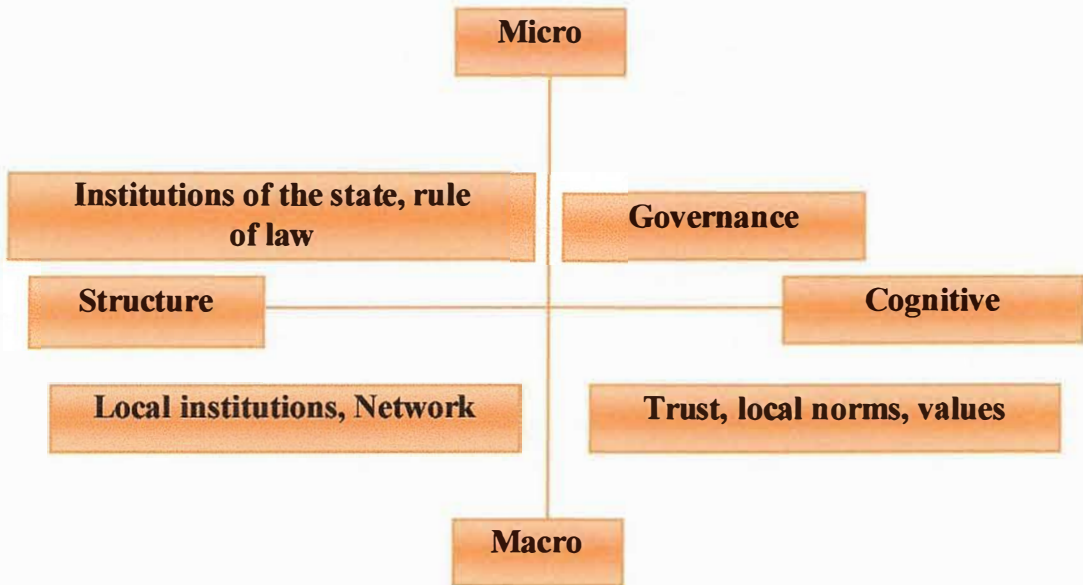 Micro
Institutions of the state, rule
of law
Governance
Structure
Cognitive
Local institutions, Network
Trust, local norms, values
Macro